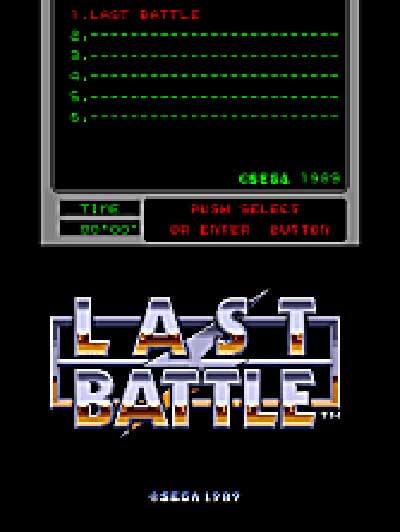 1.LAST BATTLE
2.------------------------------
3.------------------------------
4.------------------------------
5.------------------------------
6.------------------------------
©SEGA 1989
TIME
00'00"
PUSH SELECT
OR ENTER BUTTON
LAST
BATTLE TM
©SEGA 1989